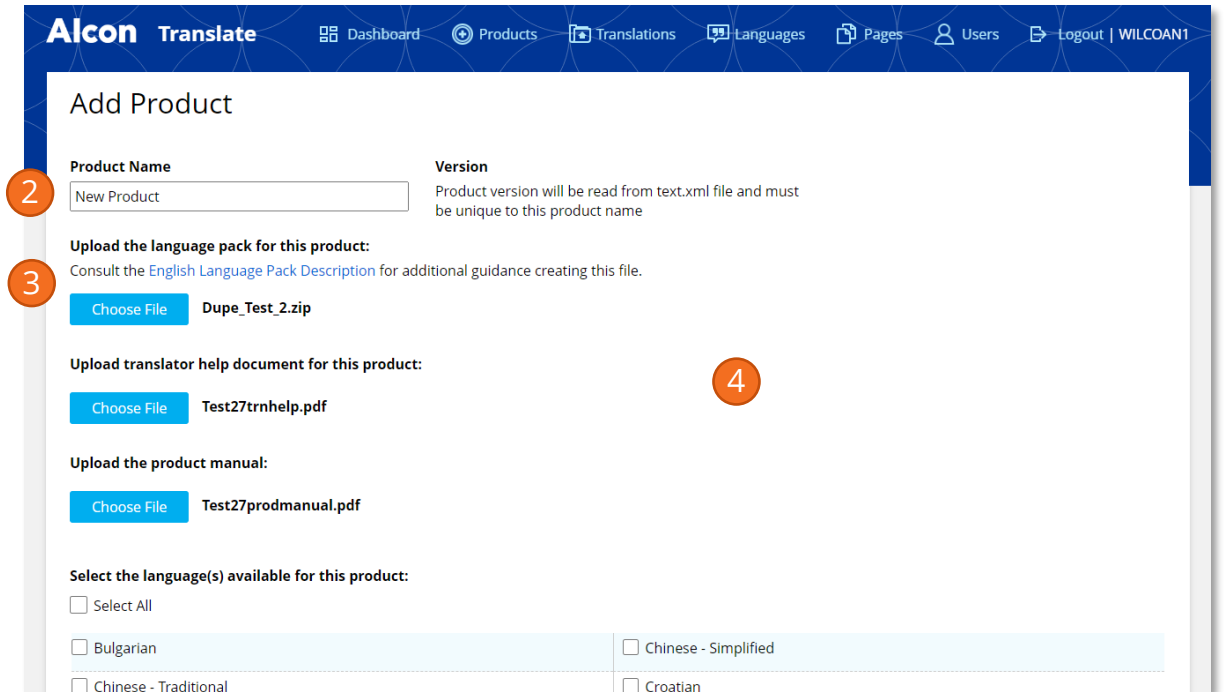 Alcon Translate Dashboard Products Translations Languages Pages Users Logout | WILCOAN1
Add Product
Product Name
Version
2
New Product
Product version will be read from text.xml file and must
be unique to this product name
Upload the language pack for this product:
3
Consult the English Language Pack Description for additional guidance creating this file.
Choose File Dupe_Test_2.zip
Upload translator help document for this product:
4
Choose File Test27trnhelp.pdf
Upload the product manual:
Choose File Test27prodmanual.pdf
Select the language(s) available for this product:
Select All
Bulgarian
Chinese - Simplified
Chinese - Traditional
Croatian